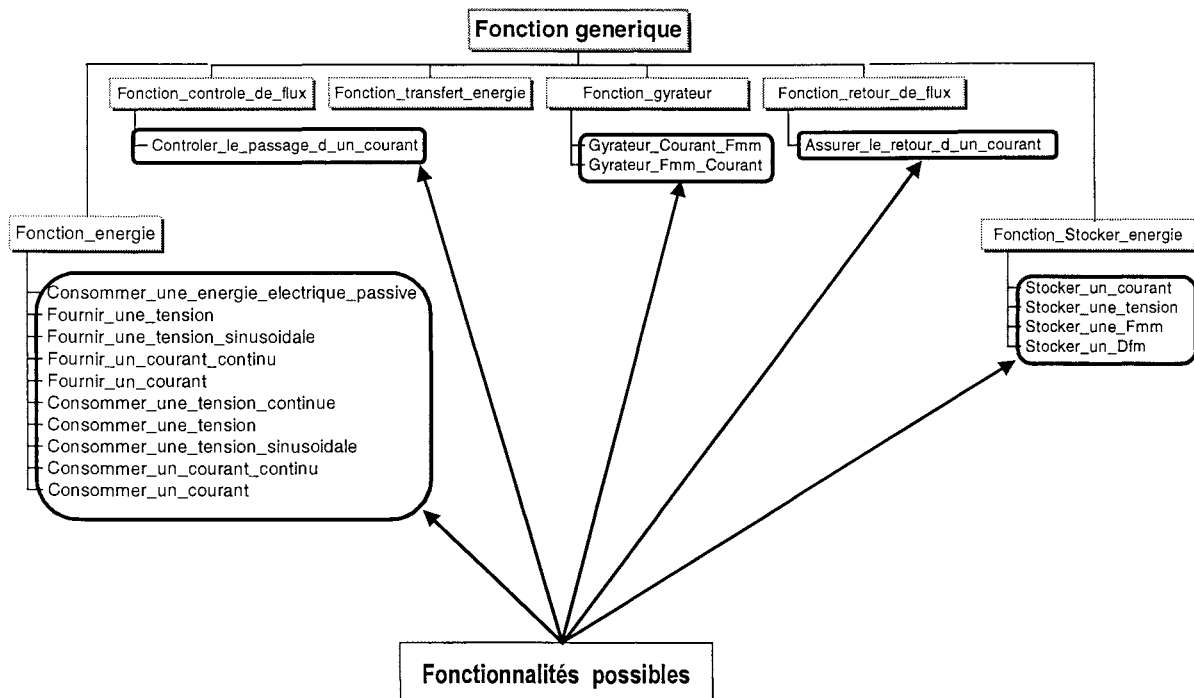 Fonction génerique
Fonction_controle_de_flux
Fonction_transfert_energie
Fonction_gyrateur
Fonction_retour_de_flux
Controler_le_passage_d_un_courant
Gyrateur_Courant_Fmm
Gyrateur_Fmm_Courant
Assurer_le_retour_d_un_courant
Fonction_energie
Consommer_une_energie_electrique_passive
Fournir_une_tension
Fournir_une_tension_sinusoidale
Fournir_un_courant_continu
Fournir_un_courant
Consommer_une_tension_continue
Consommer_une_tension
Consommer_une_tension_sinusoidale
Consommer_un_courant_continu
Consommer_un_courant
Fonction_Stocker_energie
Stocker_un_courant
Stocker_une_tension
Stocker_une_Fmm
Stocker_un_Dfm
Fonctionnalités possibles